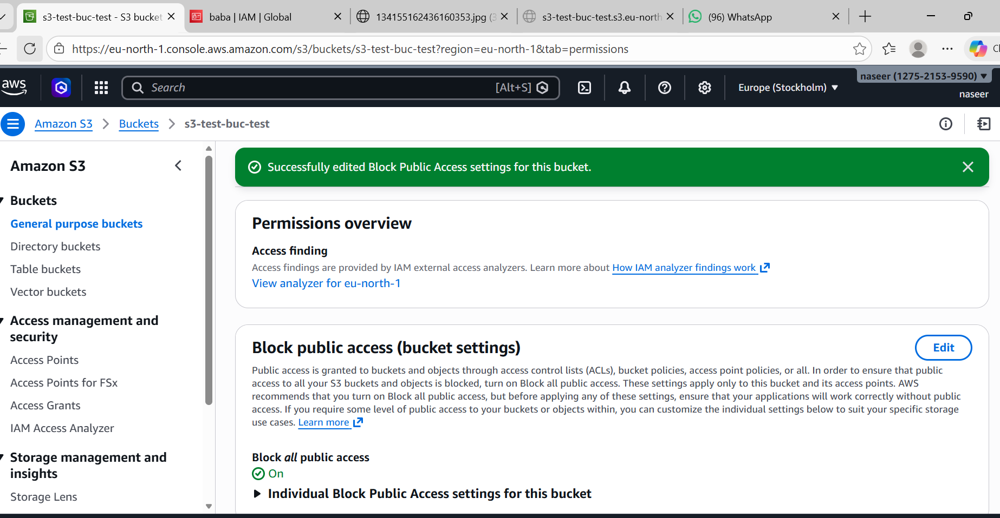 s3-test-buc-test - S3 bucket
baba | IAM | Global
134155162436160353.jpg (3
s3-test-buc-test.s3.eu-north
(96) WhatsApp
https://eu-north-1.console.aws.amazon.com/s3/buckets/s3-test-buc-test?region=eu-north-1&tab=permissions
aws
Search
[Alt+S]
Europe (Stockholm)
naseer (1275-2153-9590)
naseer
Amazon S3
Buckets
s3-test-buc-test
Amazon S3
Buckets
General purpose buckets
Directory buckets
Table buckets
Vector buckets
Access management and
security
Access Points
Access Points for FSx
Access Grants
IAM Access Analyzer
Storage management and
insights
Storage Lens
Successfully edited Block Public Access settings for this bucket.
Permissions overview
Access finding
Access findings are provided by IAM external access analyzers. Learn more about How IAM analyzer findings work
View analyzer for eu-north-1
Block public access (bucket settings)
Edit
Public access is granted to buckets and objects through access control lists (ACLs), bucket policies, access point policies, or all. In order to ensure that public
access to all your S3 buckets and objects is blocked, turn on Block all public access. These settings apply only to this bucket and its access points. AWS
recommends that you turn on Block all public access, but before applying any of these settings, ensure that your applications will work correctly without public
access. If you require some level of public access to your buckets or objects within, you can customize the individual settings below to suit your specific storage
use cases. Learn more
Block all public access
On
Individual Block Public Access settings for this bucket